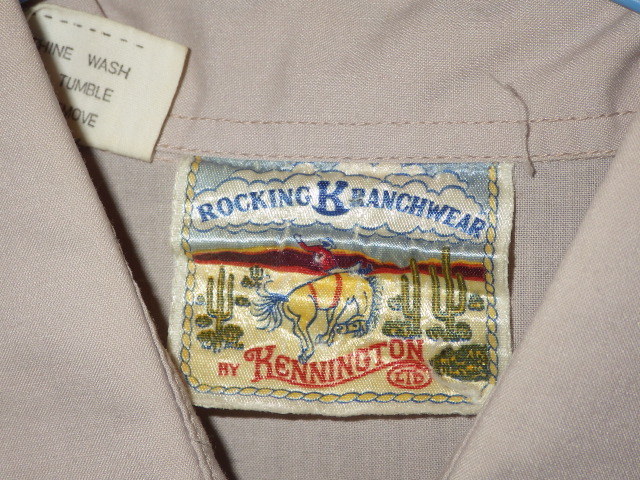 HINE WASH
TUMBLE
MOVE
ROCKING K RANCHWEAR
BY KENNINGTON
LTD